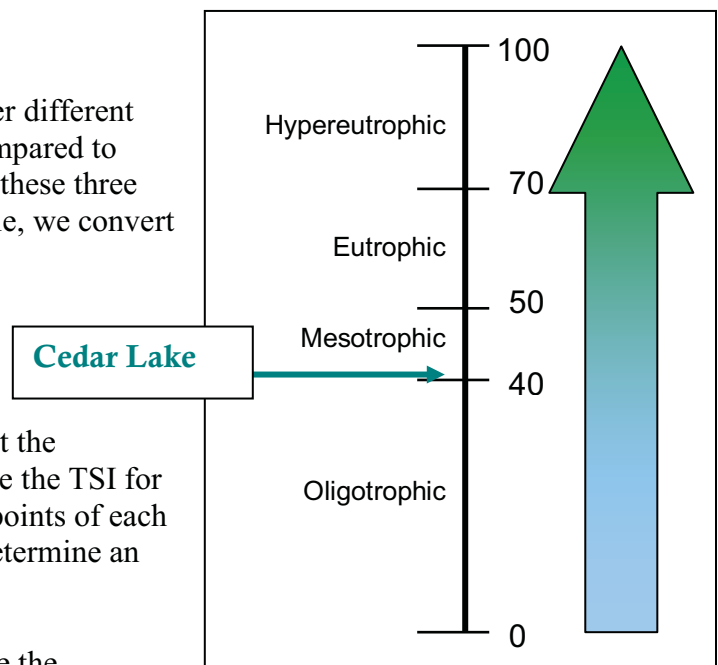 er different
mpared to
these three
e, we convert
t the
e the TSI for
points of each
etermine an
e the
Cedar Lake
100
Hypereutrophic
70
Eutrophic
50
Mesotrophic
40
Oligotrophic
0